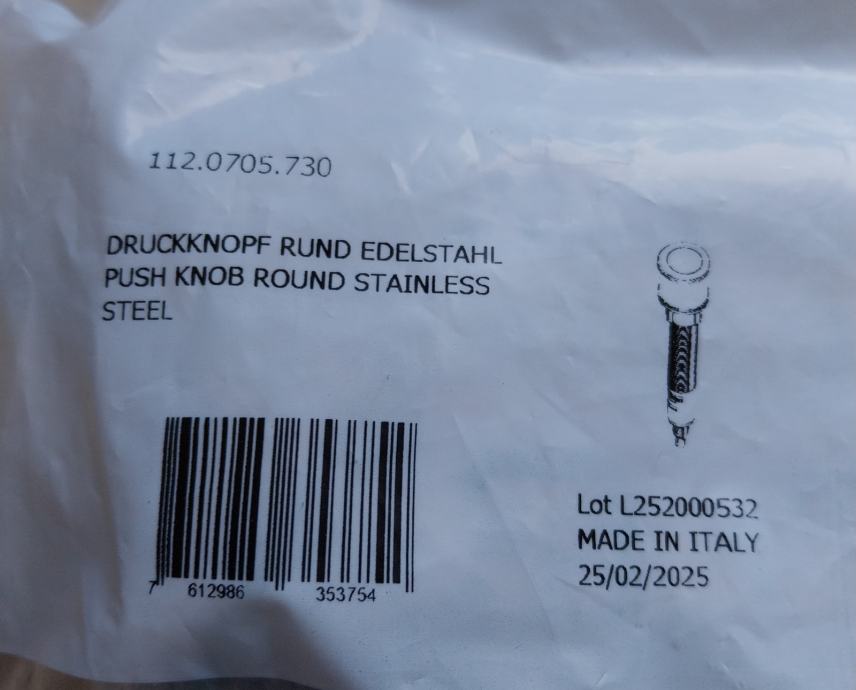 112.0705.730
DRUCKKNOPF RUND EDELSTAHL
PUSH KNOB ROUND STAINLESS
STEEL
7 612986 353754
Lot L252000532
MADE IN ITALY
25/02/2025